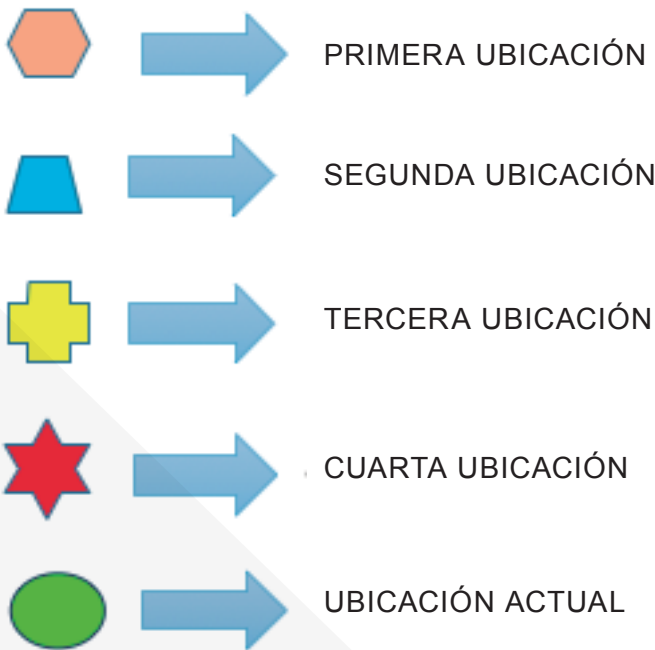 PRIMERA UBICACIÓN
SEGUNDA UBICACIÓN
TERCERA UBICACIÓN
CUARTA UBICACIÓN
UBICACIÓN ACTUAL